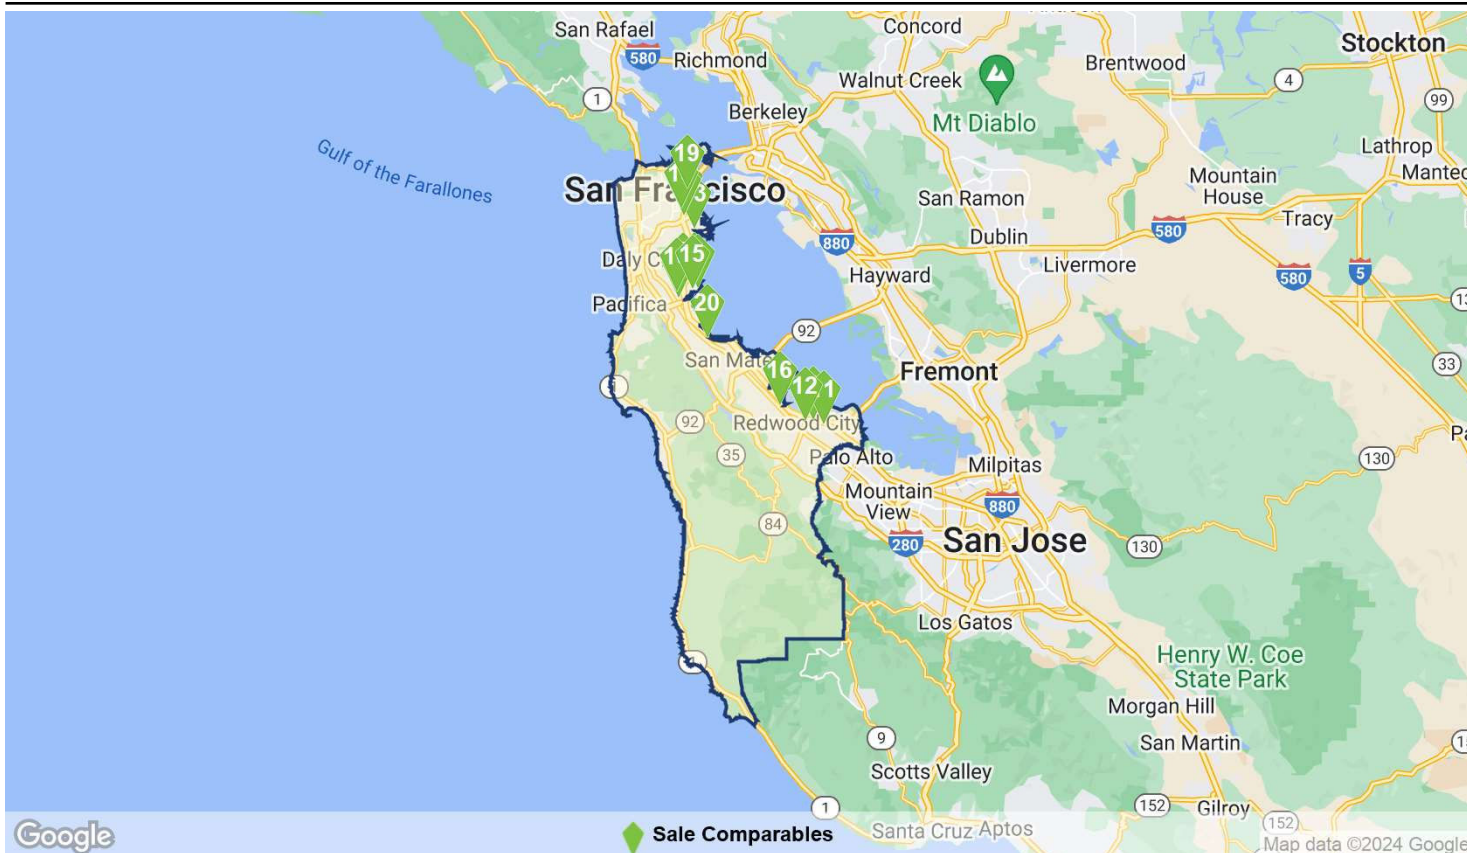 San Rafael
Concord
Stockton
580
Richmond
Brentwood
Walnut Creek
4
1
99
Berkeley
Mt Diablo
Lathrop
Gulf of the Farallones
19
Mountain
House
San Francisco
1
3
San Ramon
Tracy
580
880
Dublin
580
5
Daly C
1
15
Hayward
Livermore
Pacifica
20
92
San Mate
16
Fremont
33
12
1
92
Redwood City
35
Palo Alto
Milpitas
130
Mountain
View
880
84
280
San Jose
130
Los Gatos
Henry W. Coe
State Park
Morgan Hill
9
San Martin
Scotts Valley
1
152
Gilroy
152
Google
Sale Comparables
Santa Cruz
Aptos
Map data ©2024 Google